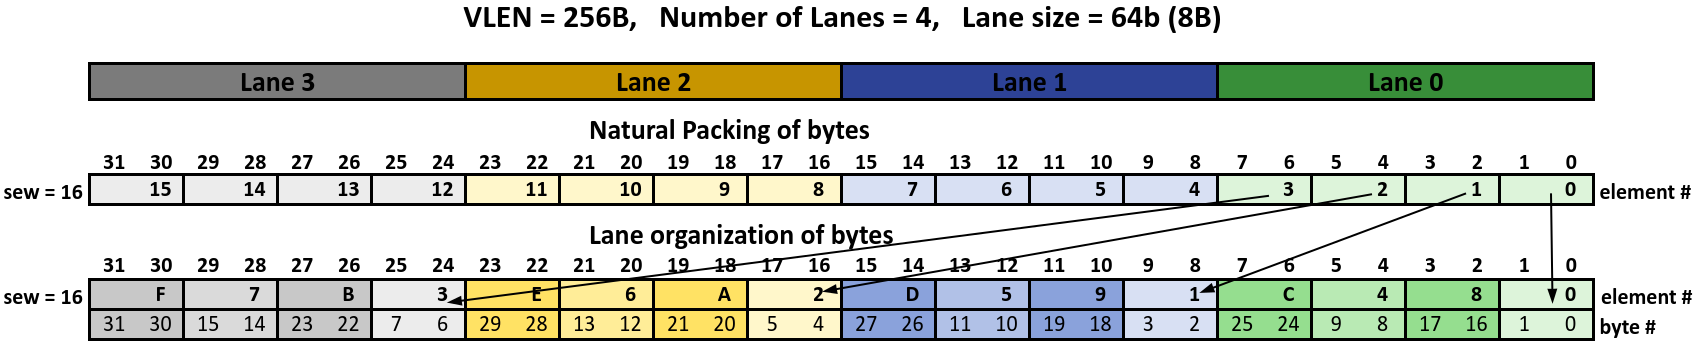 VLEN = 256B, Number of Lanes = 4, Lane size = 64b (8B)
Lane 3 Lane 2 Lane 1 Lane 0
Natural Packing of bytes
31 30 29 28 27 26 25 24 23 22 21 20 19 18 17 16 15 14 13 12 11 10 9 8 7 6 5 4 3 2 1 0
sew = 16 15 14 13 12 11 10 9 8 7 6 5 4 3 2 1 0 element #
Lane organization of bytes
31 30 29 28 27 26 25 24 23 22 21 20 19 18 17 16 15 14 13 12 11 10 9 8 7 6 5 4 3 2 1 0
sew = 16 F 7 B 3 E 6 A 2 D 5 9 1 C 4 8 0 element #
31 30 15 14 23 22 7 6 29 28 13 12 21 20 5 4 27 26 11 10 19 18 3 2 25 24 9 8 17 16 1 0 byte #